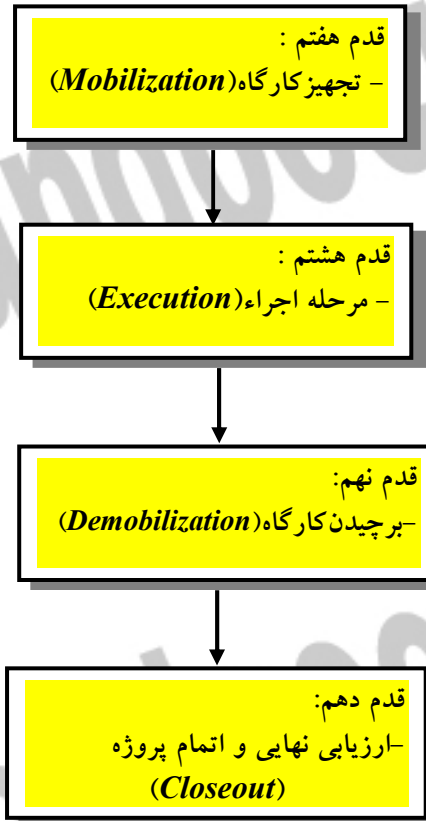 قدم هفتم :
- تجهیز کارگاه(Mobilization)
قدم هشتم :
- مرحله اجراء(Execution)
قدم نهم:
-برچیدن کارگاه(Demobilization)
قدم دهم:
-ارزیابی نهایی و اتمام پروژه
(Closeout)